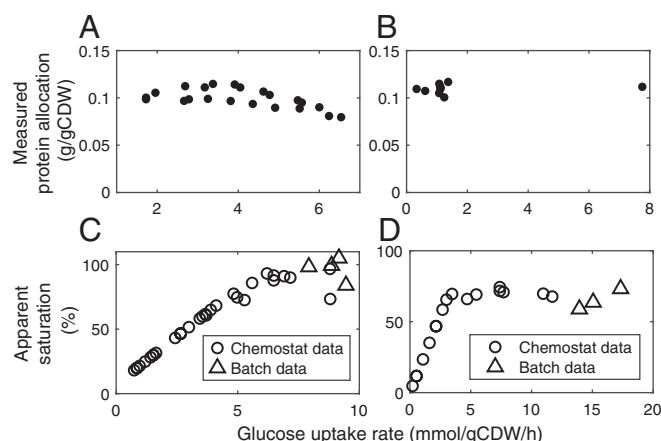 A
B
Measured
protein allocation
(g/gCDW)
0.15
0.1
0.05
0
2
4
6
0.15
0.1
0.05
0
0
2
4
6
8
C
D
Apparent
saturation
(%)
100
50
0
0
5
10
Chemostat data
Batch data
100
50
0
0
5
10
15
20
Chemostat data
Batch data
Glucose uptake rate (mmol/gCDW/h)